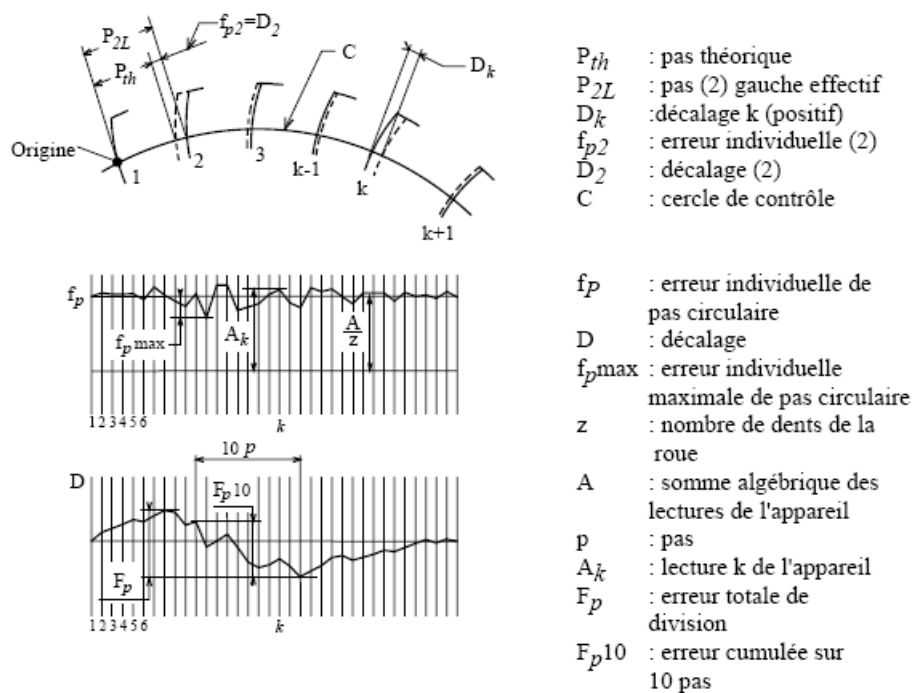 P2L
fp2=D2
Pth
C
Dk
Origine
1
2
3
k-1
k
k+1
Pth : pas théorique
P2L : pas (2) gauche effectif
Dk :décalage k (positif)
fp2 : erreur individuelle (2)
D2 : décalage (2)
C : cercle de contrôle
fp
fp max
Ak
A
z
1 2 3 4 5 6
k
D
10 p
Fp10
Fp
1 2 3 4 5 6
k
fP : erreur individuelle de
pas circulaire
D : décalage
fpmax : erreur individuelle
maximale de pas circulaire
z : nombre de dents de la
roue
A : somme algébrique des
lectures de l'appareil
p : pas
Ak : lecture k de l'appareil
Fp : erreur totale de
division
Fp10 : erreur cumulée sur
10 pas